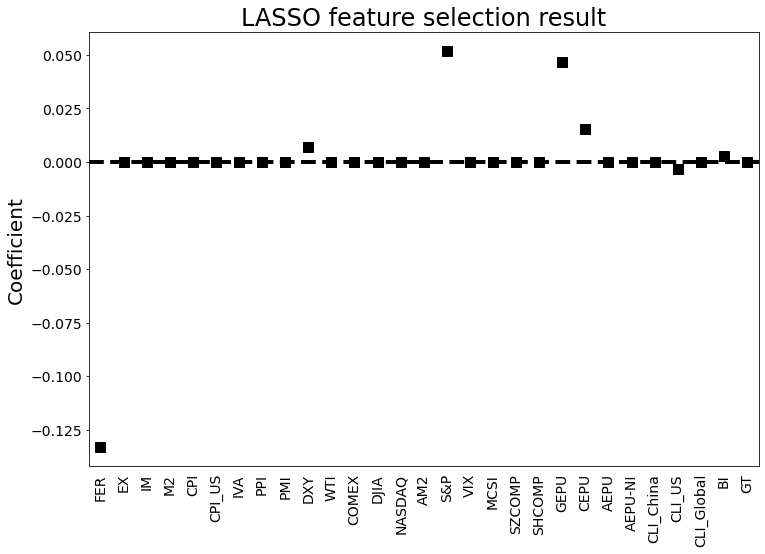 LASSO feature selection result
Coefficient
0.050
0.025
0.000
−0.025
−0.050
−0.075
−0.100
−0.125
FER
EX
IM
M2
CPI
CPI_US
IVA
PPI
PMI
DXY
WTI
COMEX
DJIA
NASDAQ
AM2
S&P
VIX
MCSI
SZCOMP
SHCOMP
GEPU
CEPU
AEPU
AEPU-NI
CLI_China
CLI_US
CLI_Global
BI
GT